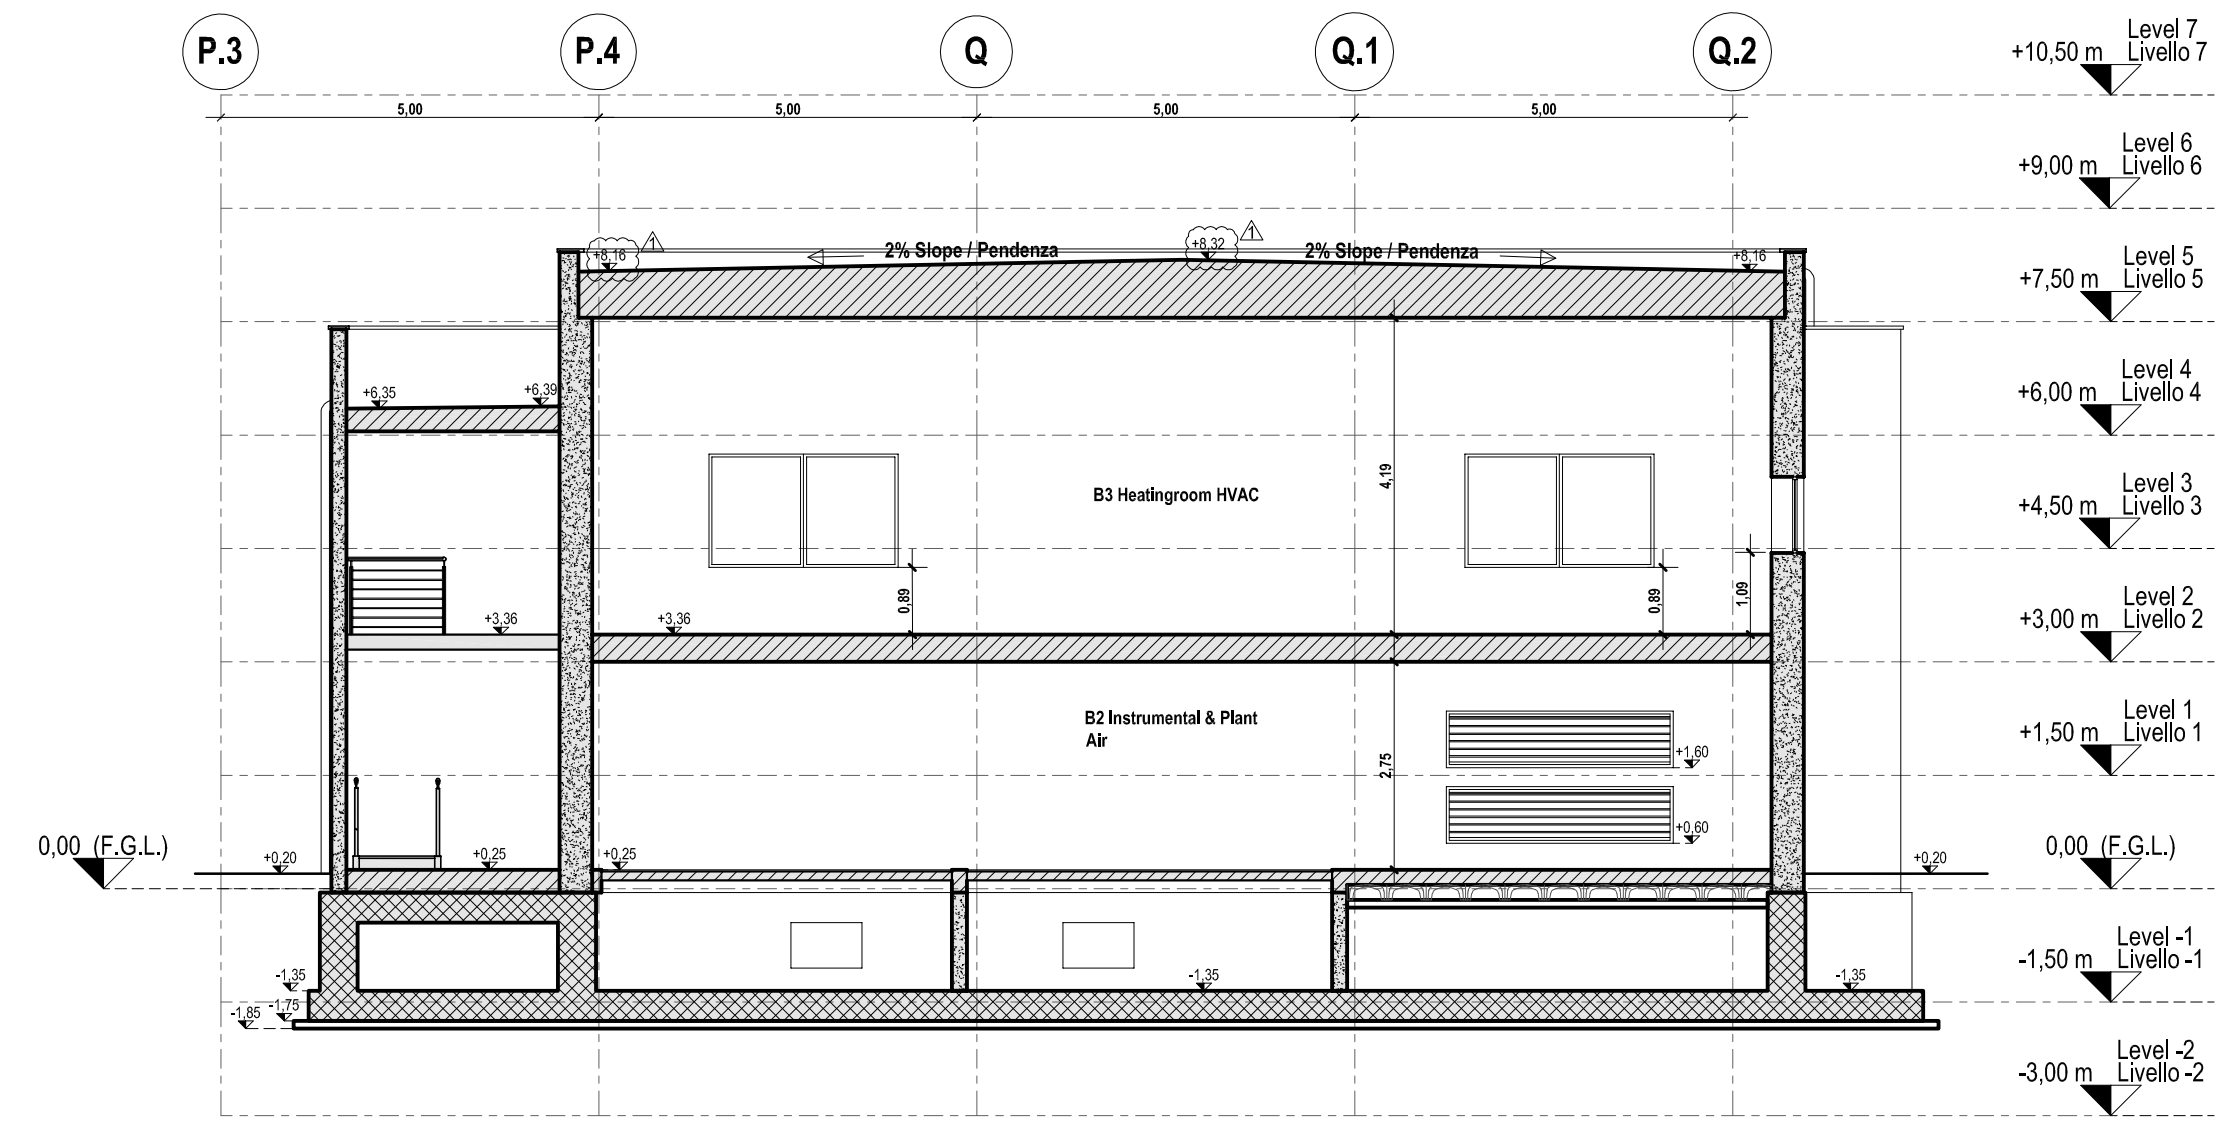 P.3
P.4
Q
Q.1
Q.2
5,00
5,00
5,00
5,00
Level 7
+10,50 m Livello 7
Level 6
+9,00 m Livello 6
Level 5
+7,50 m Livello 5
Level 4
+6,00 m Livello 4
Level 3
+4,50 m Livello 3
Level 2
+3,00 m Livello 2
Level 1
+1,50 m Livello 1
0,00 (F.G.L.)
Level -1
-1,50 m Livello -1
Level -2
-3,00 m Livello -2
1
1
+8,16
2% Slope / Pendenza
+8,32
2% Slope / Pendenza
+8,16
+6,35
+6,39
4,19
B3 Heatingroom HVAC
0,89
0,89
1,09
+3,36
+3,36
B2 Instrumental & Plant
Air
2,75
+1,60
+0,60
0,00 (F.G.L.)
+0,20
+0,25
+0,25
+0,20
-1,35
-1,35
-1,35
-1,75
-1,85